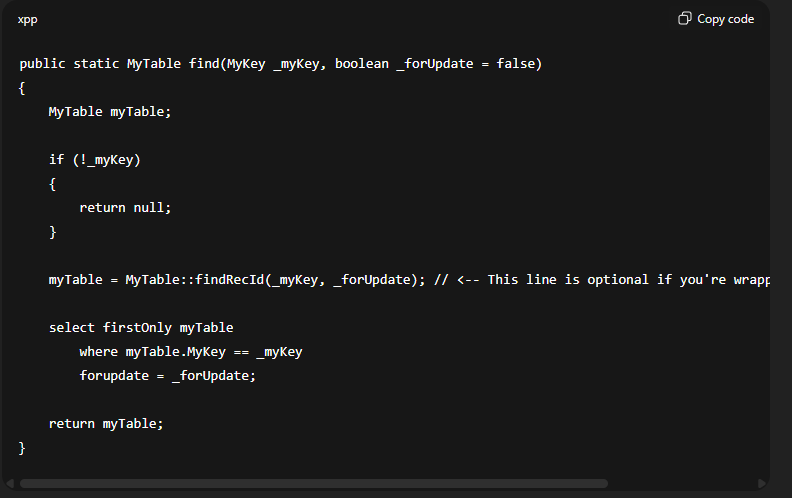 xpp
Copy code
public static MyTable find(MyKey _myKey, boolean _forUpdate = false)
{
MyTable myTable;
if (!_myKey)
{
return null;
}
myTable = MyTable::findRecId(_myKey, _forUpdate); // <-- This line is optional if you're wrapp
select firstOnly myTable
where myTable.MyKey == _myKey
forupdate = _forUpdate;
return myTable;
}